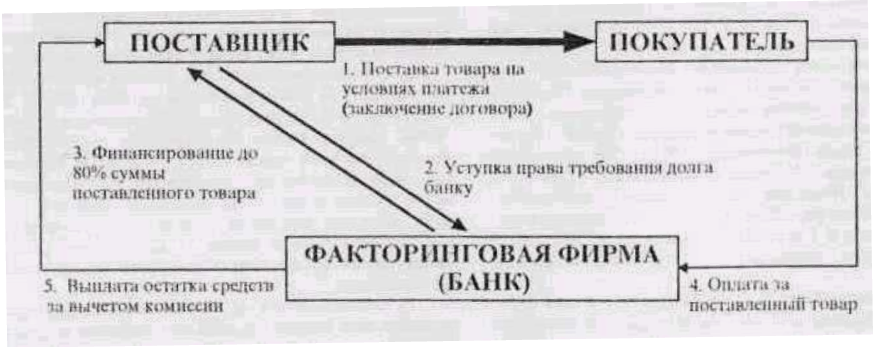 ПОСТАВЩИК
ПОКУПАТЕЛЬ
1. Поставка товара на
условиях платежа
(заключение договора)
3. Финансирование до
80% суммы
поставленного товара
2. Уступка права требования долга
банку
ФАКТОРИНГОВАЯ ФИРМА
(БАНК)
5. Выплата остатка средств
за вычетом комиссии
4. Оплата за
поставленный товар